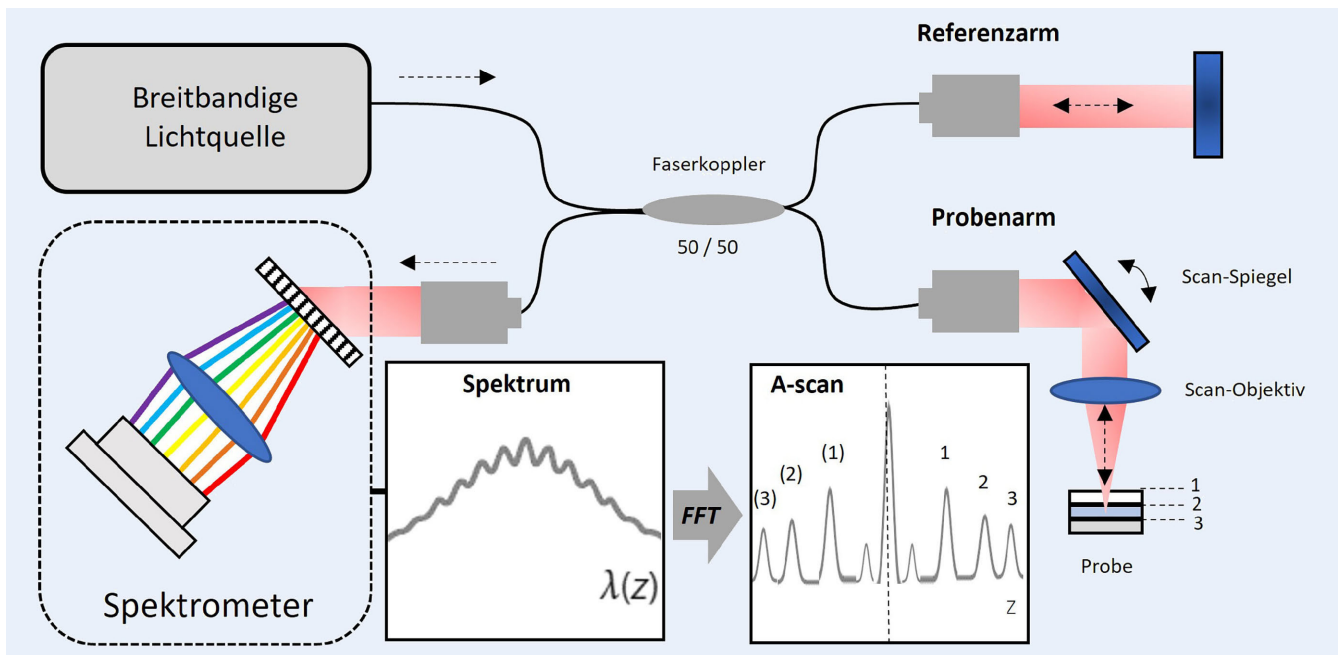 Breitbandige
Lichtquelle
Referenzarm
Faserkoppler
50 / 50
Probenarm
Scan-Spiegel
Scan-Objektiv
1
2
3
Probe
Spektrometer
Spektrum
λ(z)
FFT
A-scan
(3)
(2)
(1)
1
2
3
Z